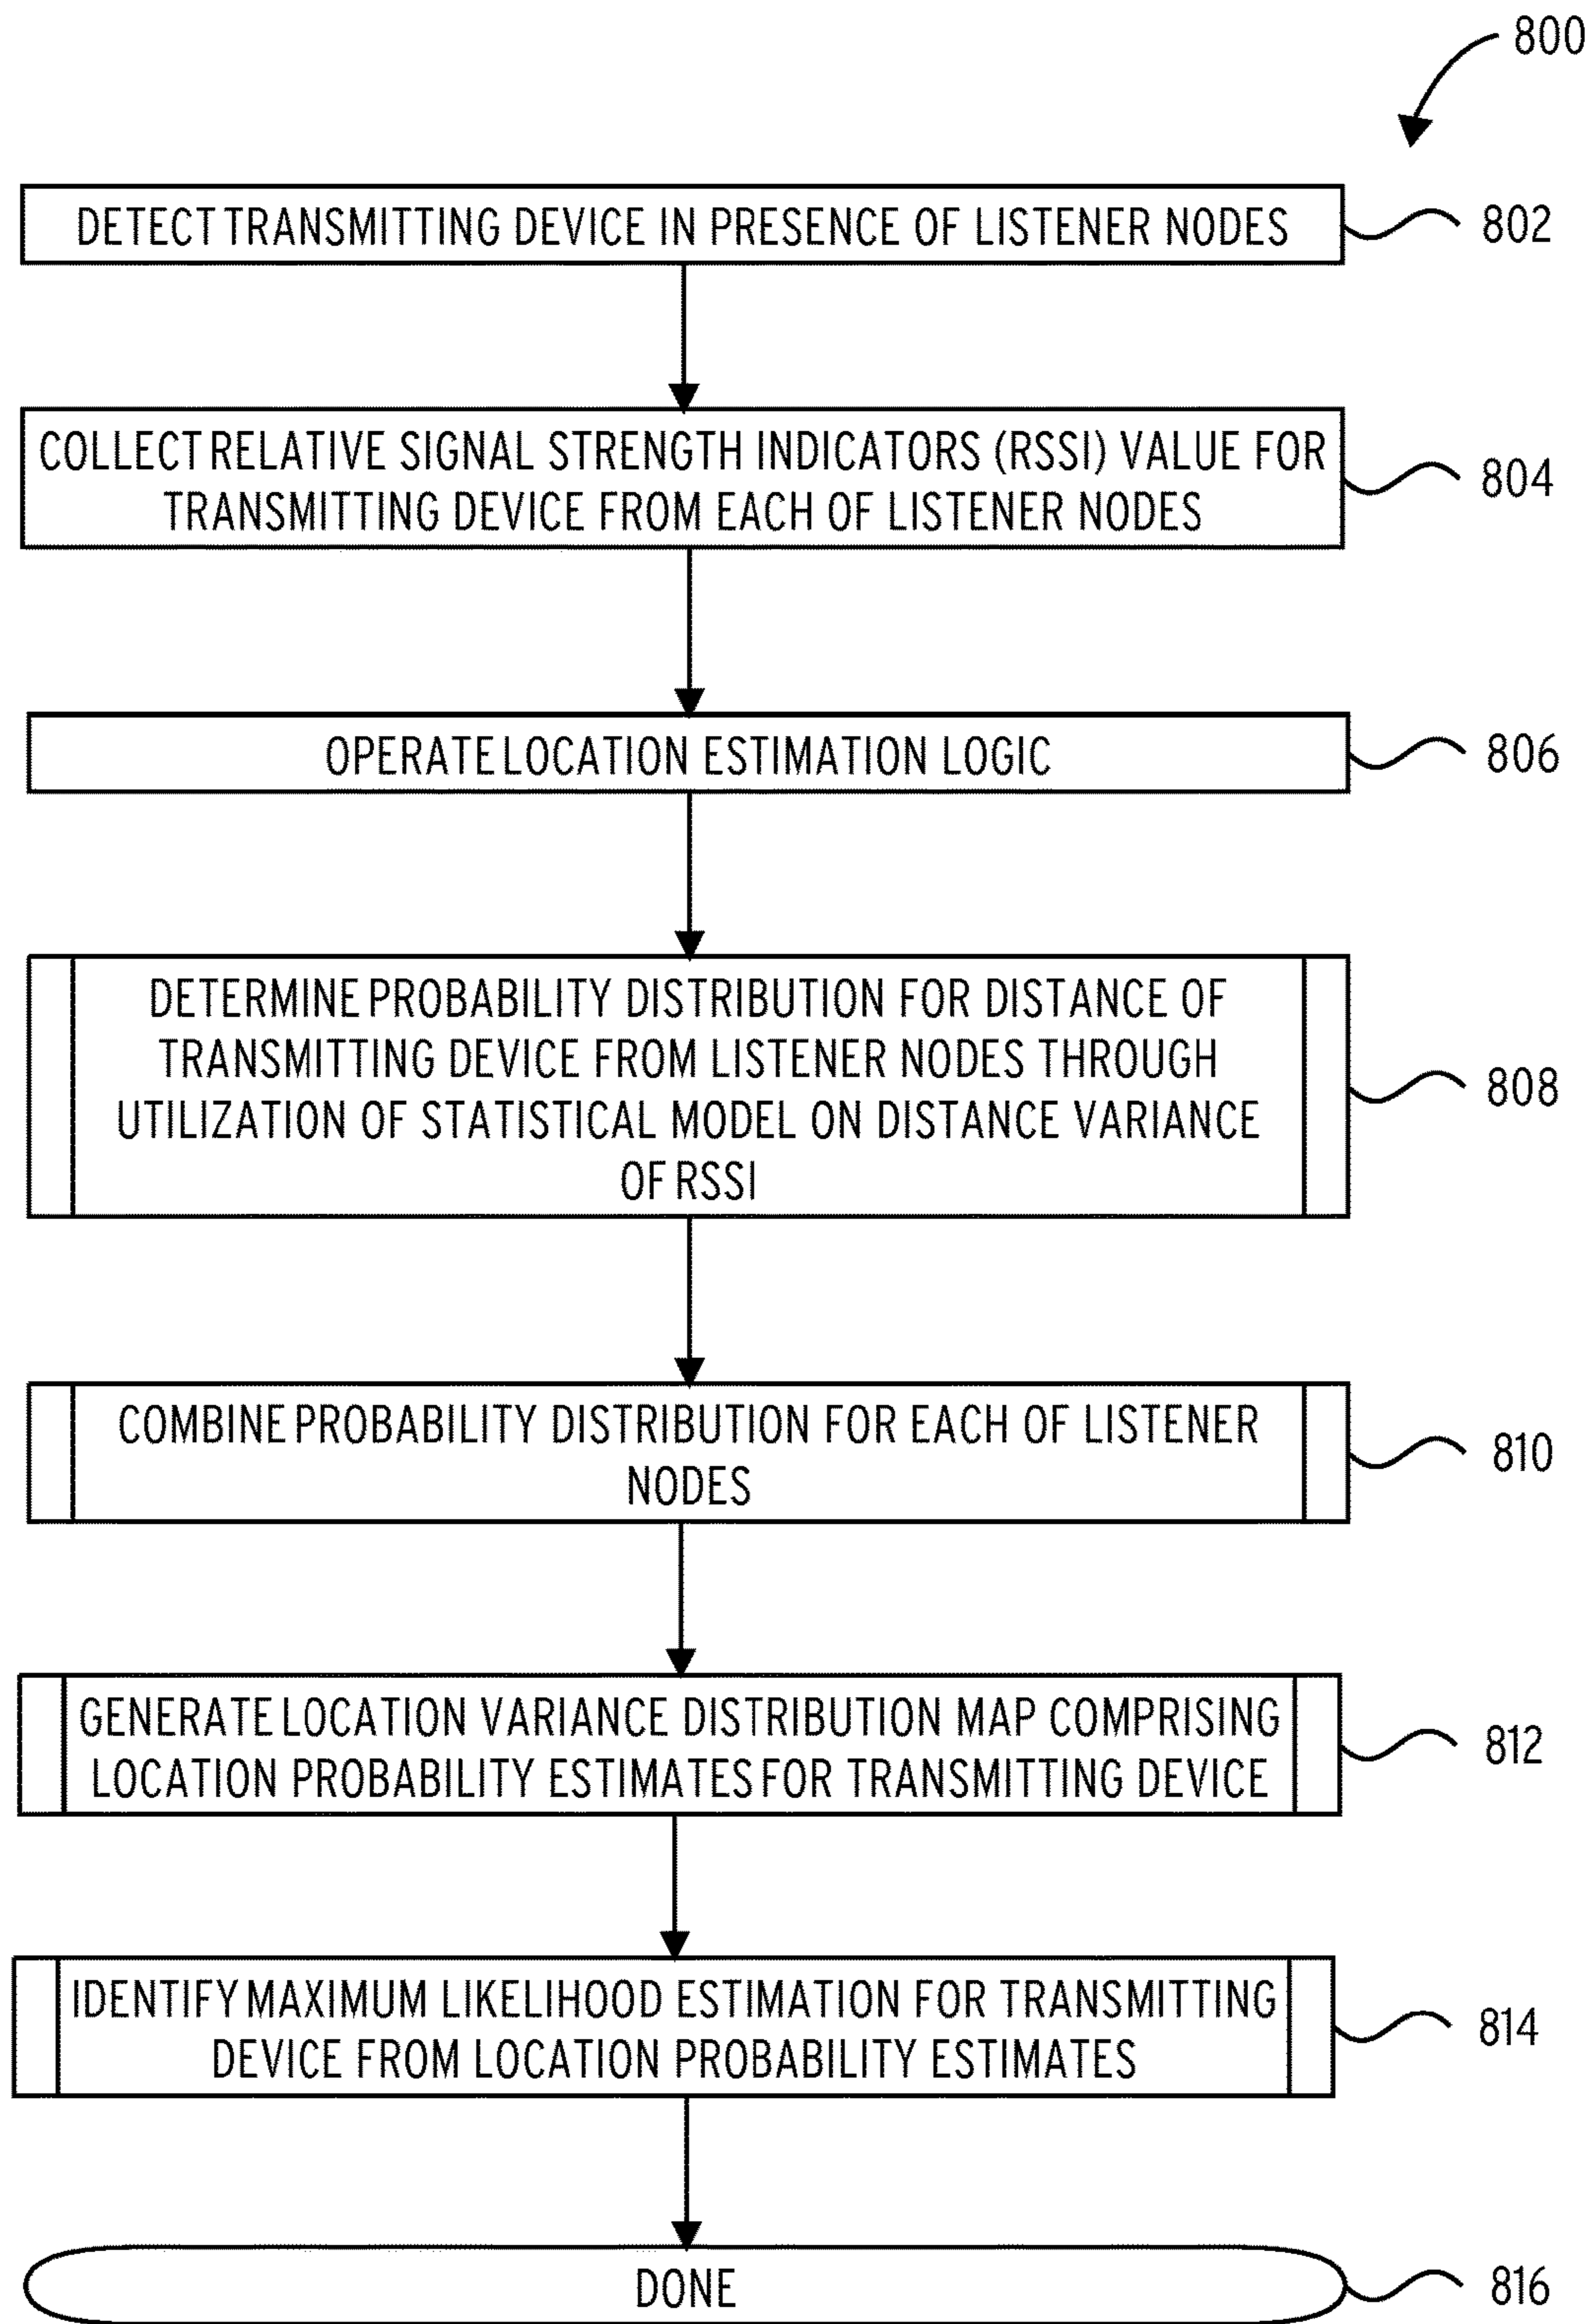 800
DETECT TRANSMITTING DEVICE IN PRESENCE OF LISTENER NODES
802
COLLECT RELATIVE SIGNAL STRENGTH INDICATORS (RSSI) VALUE FOR
TRANSMITTING DEVICE FROM EACH OF LISTENER NODES
804
OPERATE LOCATION ESTIMATION LOGIC
806
DETERMINE PROBABILITY DISTRIBUTION FOR DISTANCE OF
TRANSMITTING DEVICE FROM LISTENER NODES THROUGH
UTILIZATION OF STATISTICAL MODEL ON DISTANCE VARIANCE
OF RSSI
808
COMBINE PROBABILITY DISTRIBUTION FOR EACH OF LISTENER
NODES
810
GENERATE LOCATION VARIANCE DISTRIBUTION MAP COMPRISING
LOCATION PROBABILITY ESTIMATES FOR TRANSMITTING DEVICE
812
IDENTIFY MAXIMUM LIKELIHOOD ESTIMATION FOR TRANSMITTING
DEVICE FROM LOCATION PROBABILITY ESTIMATES
814
DONE
816